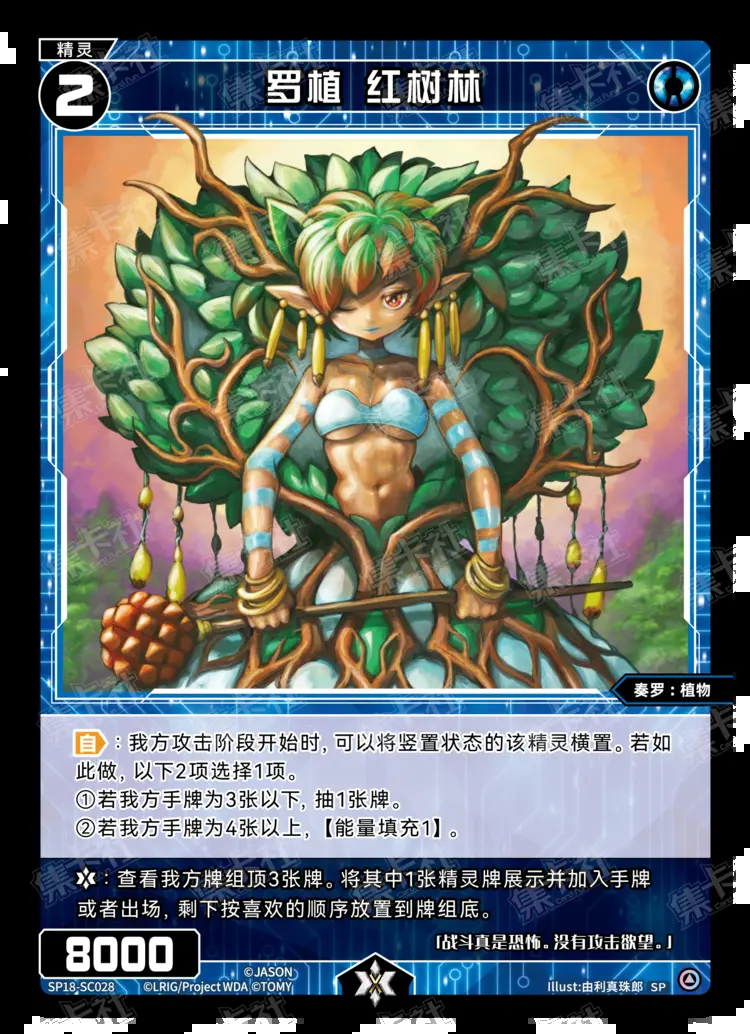 精灵
2
罗植 红树林
奏罗：植物
自：我方攻击阶段开始时，可以将竖置状态的该精灵横置。若如
此做，以下2项选择1项。
①若我方手牌为3张以下，抽1张牌。
②若我方手牌为4张以上，【能量填充1】。
：查看我方牌组顶3张牌。将其中1张精灵牌展示并加入手牌
或者出场，剩下按喜欢的顺序放置到牌组底。
「战斗真是恐怖。没有攻击欲望。」
8000
©JASON
SP18-SC028 ©LRIG/Project WDA ©TOMY Illust:由利真珠郎 SP
集卡社